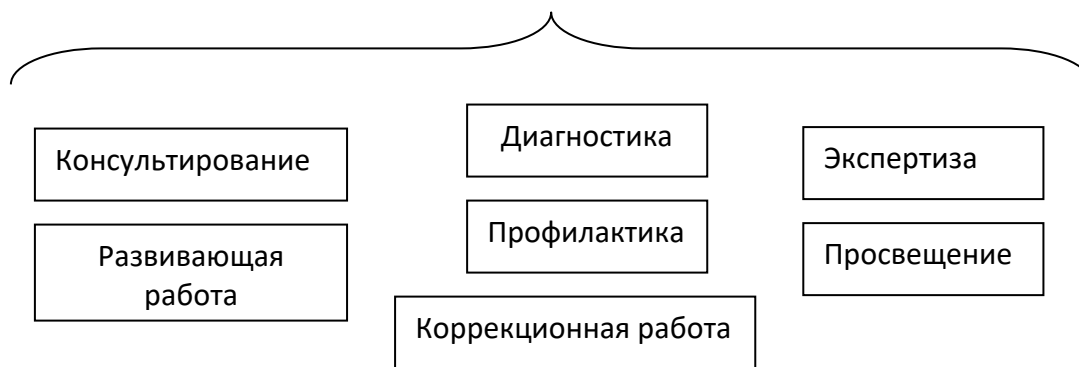 Консультирование
Развивающая
работа
Диагностика
Профилактика
Коррекционная работа
Экспертиза
Просвещение